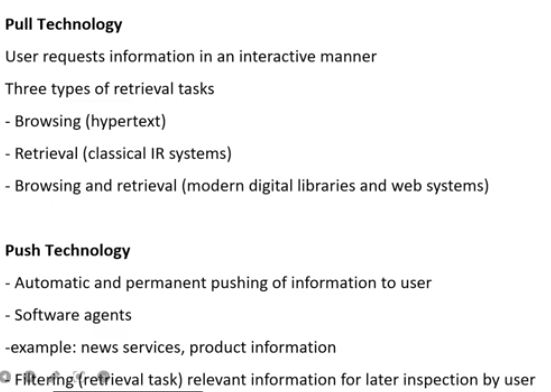 Pull Technology
User requests information in an interactive manner
Three types of retrieval tasks
- Browsing (hypertext)
- Retrieval (classical IR systems)
- Browsing and retrieval (modern digital libraries and web systems)
Push Technology
- Automatic and permanent pushing of information to user
- Software agents
-example: news services, product information
- Filtering (retrieval task) relevant information for later inspection by user